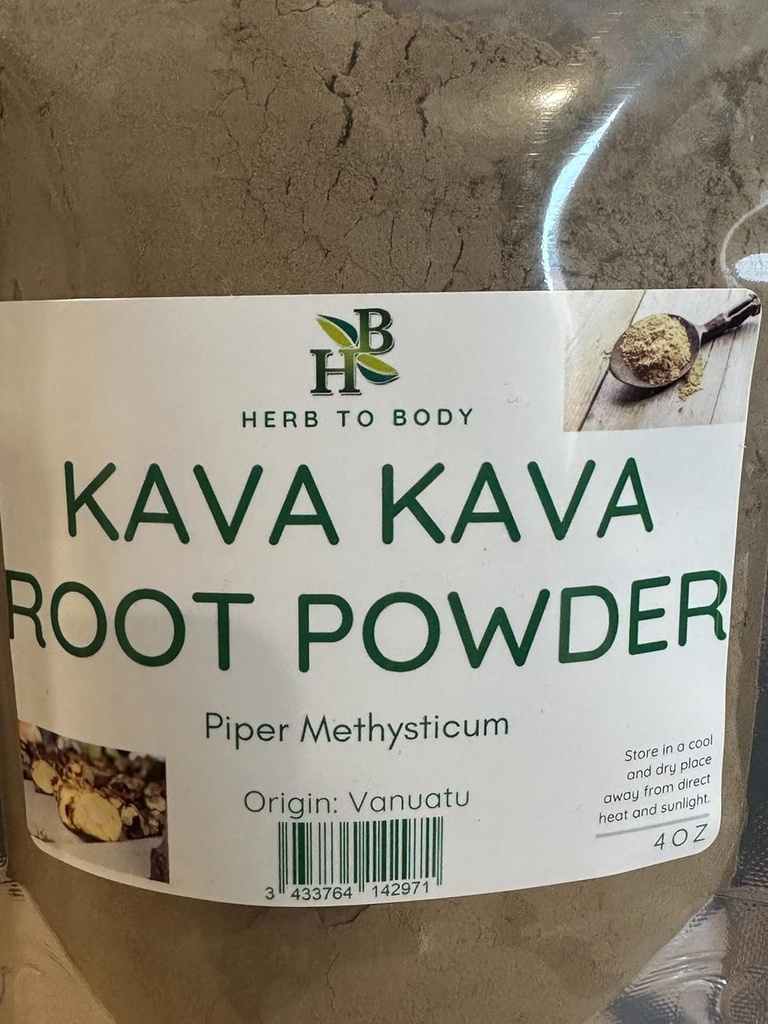 HB
HERB TO BODY
KAVA KAVA
ROOT POWDER
Piper Methysticum
Origin: Vanuatu
3 433764 142971
Store in a cool
and dry place
away from direct
heat and sunlight.
4 OZ